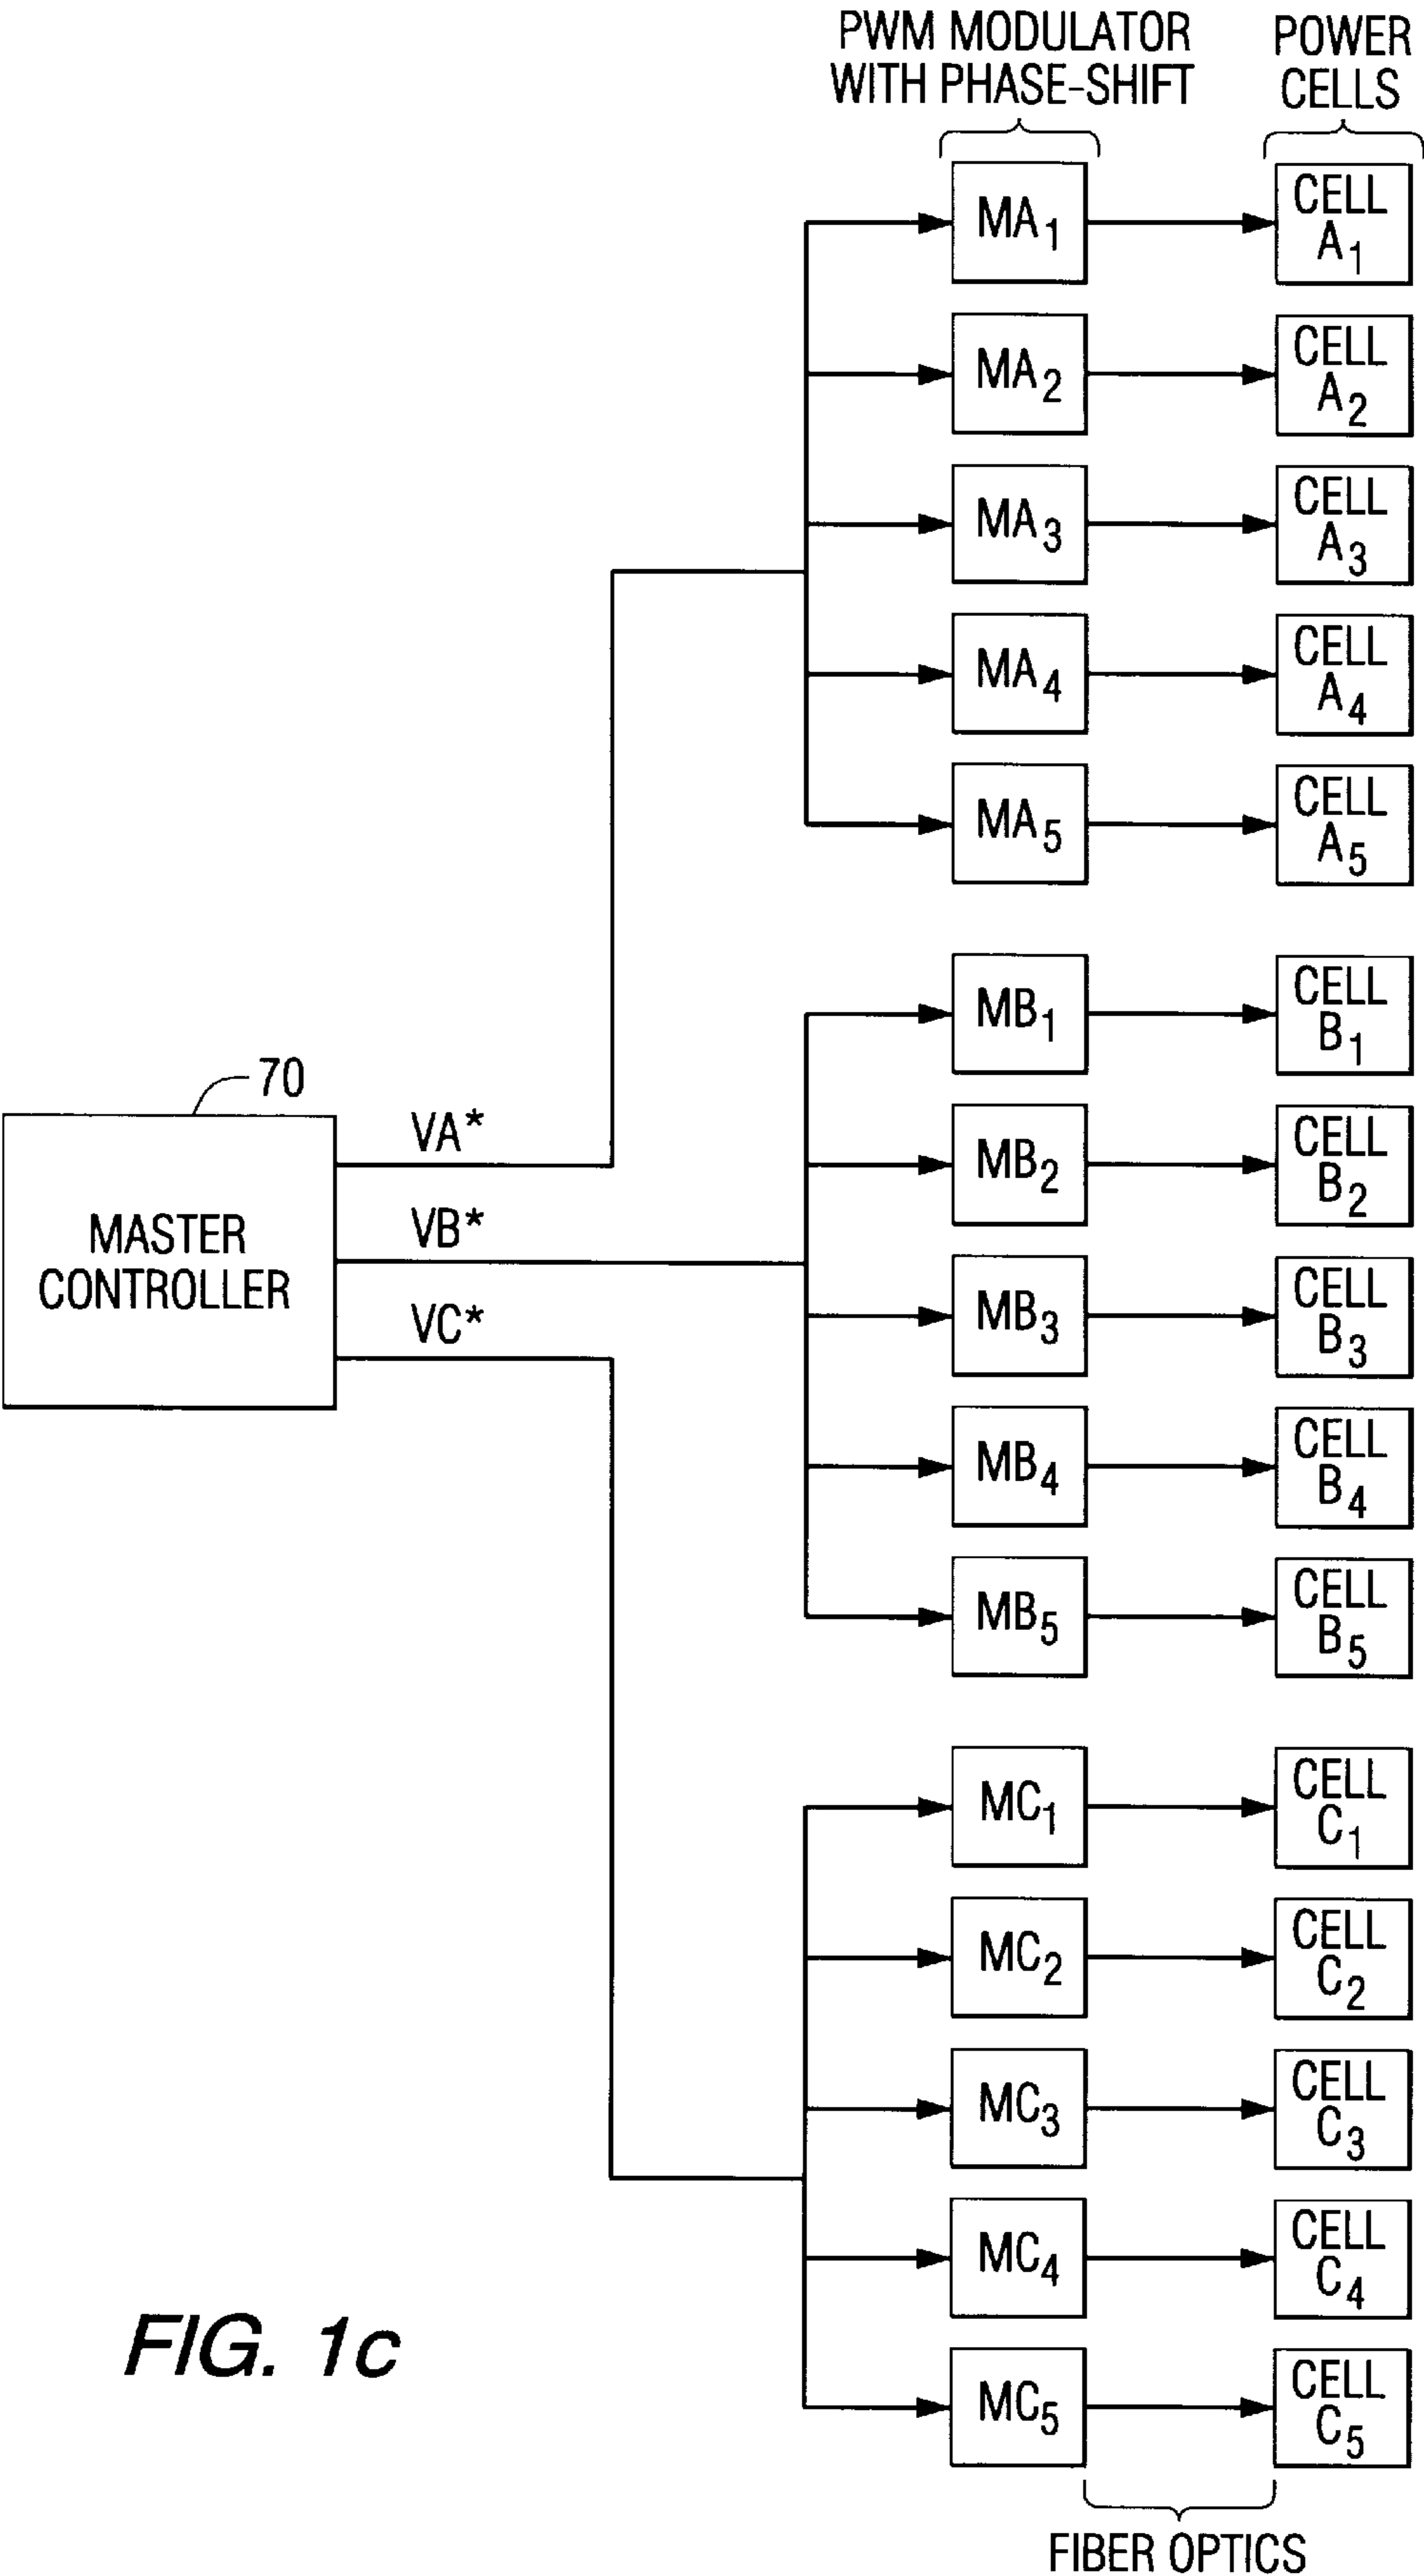 PWM MODULATOR
WITH PHASE-SHIFT
POWER
CELLS
MA1
CELL
A1
MA2
CELL
A2
MA3
CELL
A3
MA4
CELL
A4
MA5
CELL
A5
MB1
CELL
B1
MB2
CELL
B2
MB3
CELL
B3
MB4
CELL
B4
MB5
CELL
B5
70
MASTER
CONTROLLER
VA*
VB*
VC*
MC1
CELL
C1
MC2
CELL
C2
MC3
CELL
C3
MC4
CELL
C4
MC5
CELL
C5
FIBER OPTICS
FIG. 1c